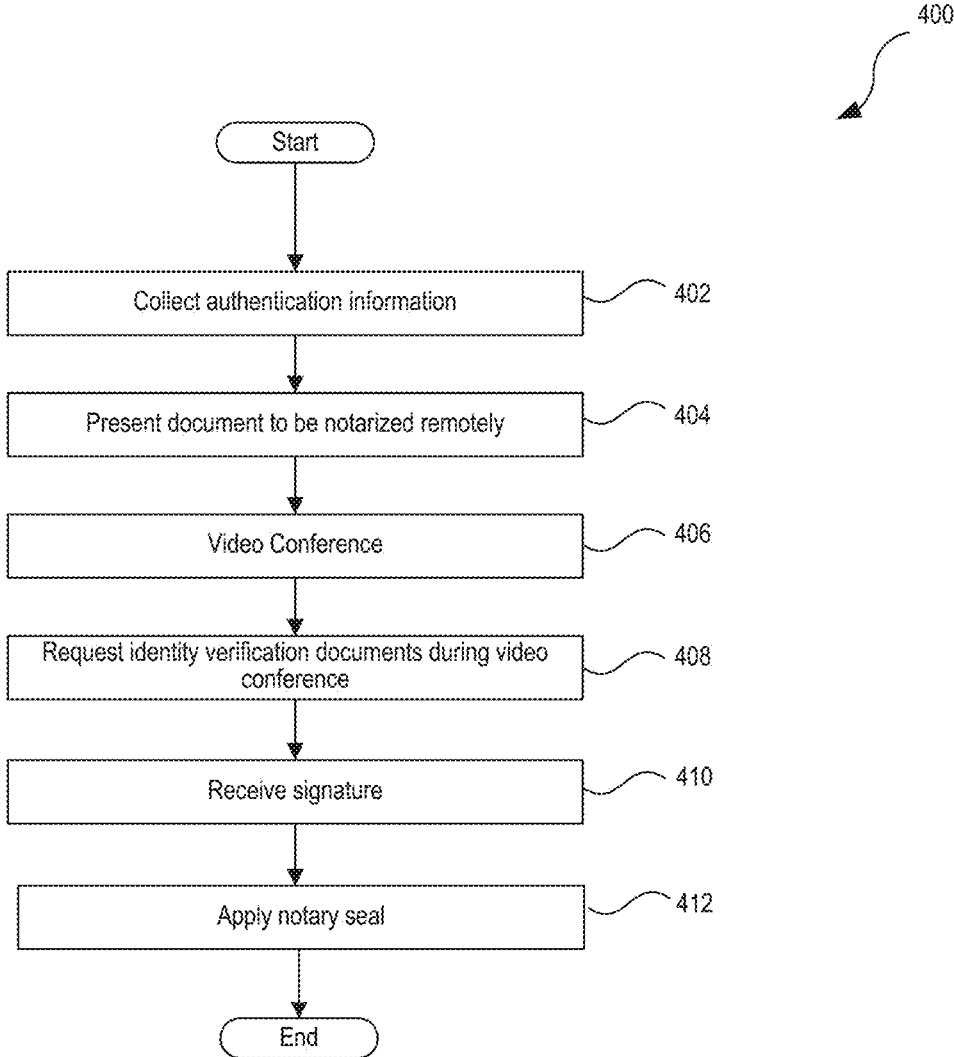 400
Start
Collect authentication information
402
Present document to be notarized remotely
404
Video Conference
406
Request identity verification documents during video
conference
408
Receive signature
410
Apply notary seal
412
End